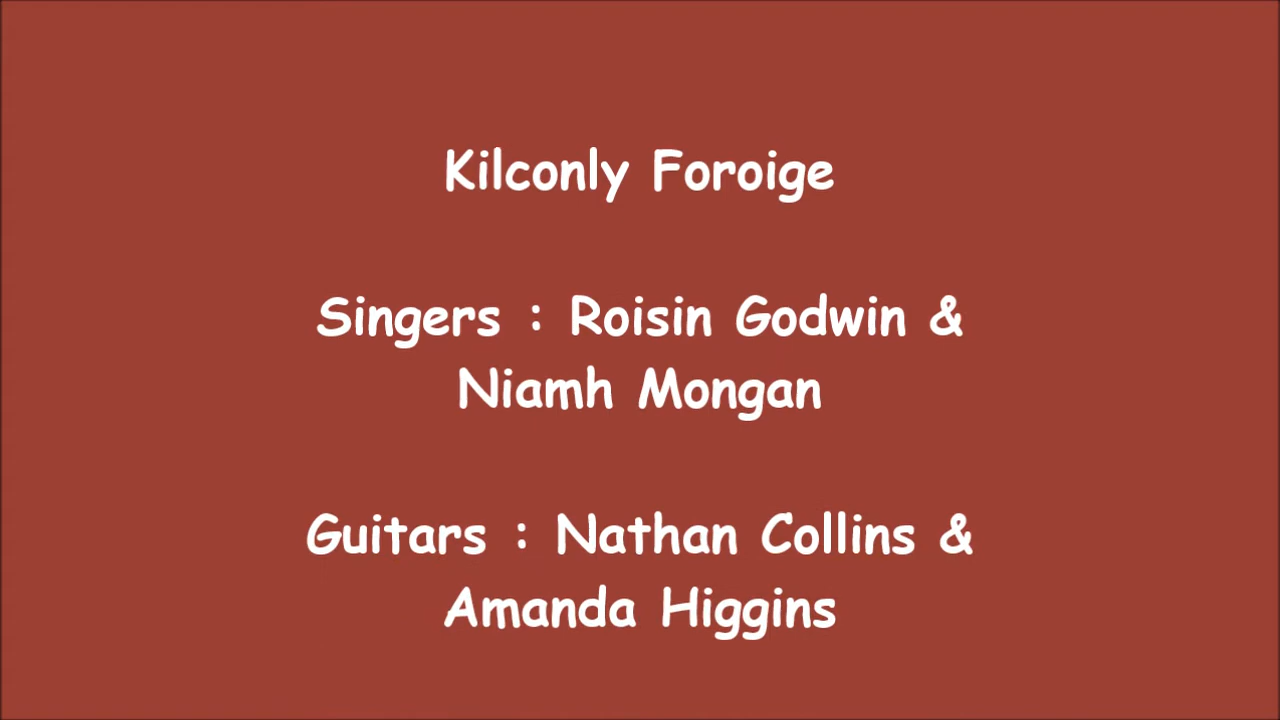 Kilconly Foroige
Singers : Roisin Godwin &
Niamh Mongan
Guitars : Nathan Collins &
Amanda Higgins